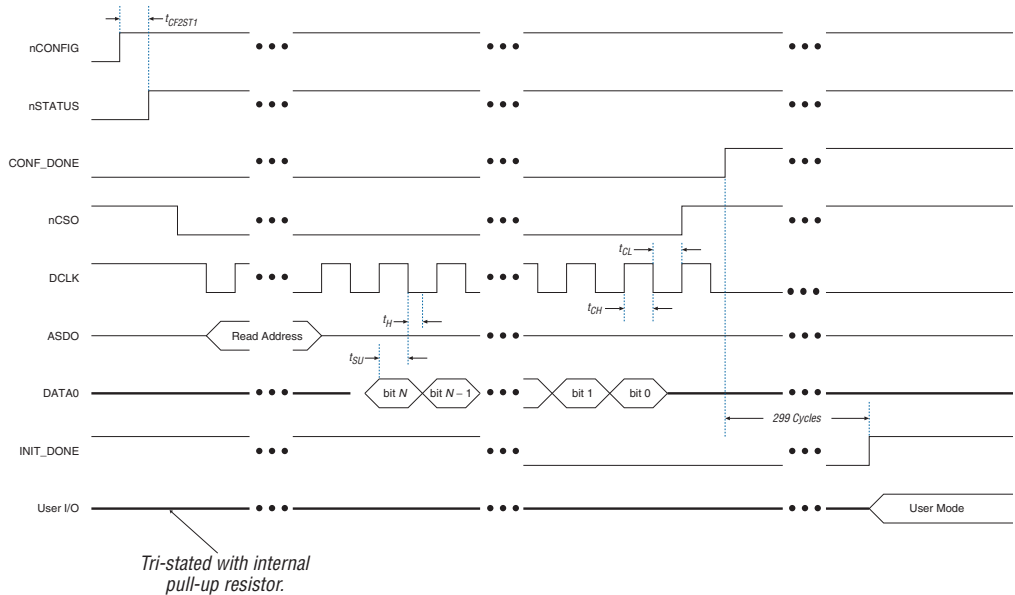 tCF2ST1
nCONFIG
nSTATUS
CONF_DONE
nCSO
tCL
DCLK
tCH
tH
ASDO
Read Address
tSU
DATA0
bit N
bit N – 1
bit 1
bit 0
299 Cycles
INIT_DONE
User I/O
User Mode
Tri-stated with internal
pull-up resistor.